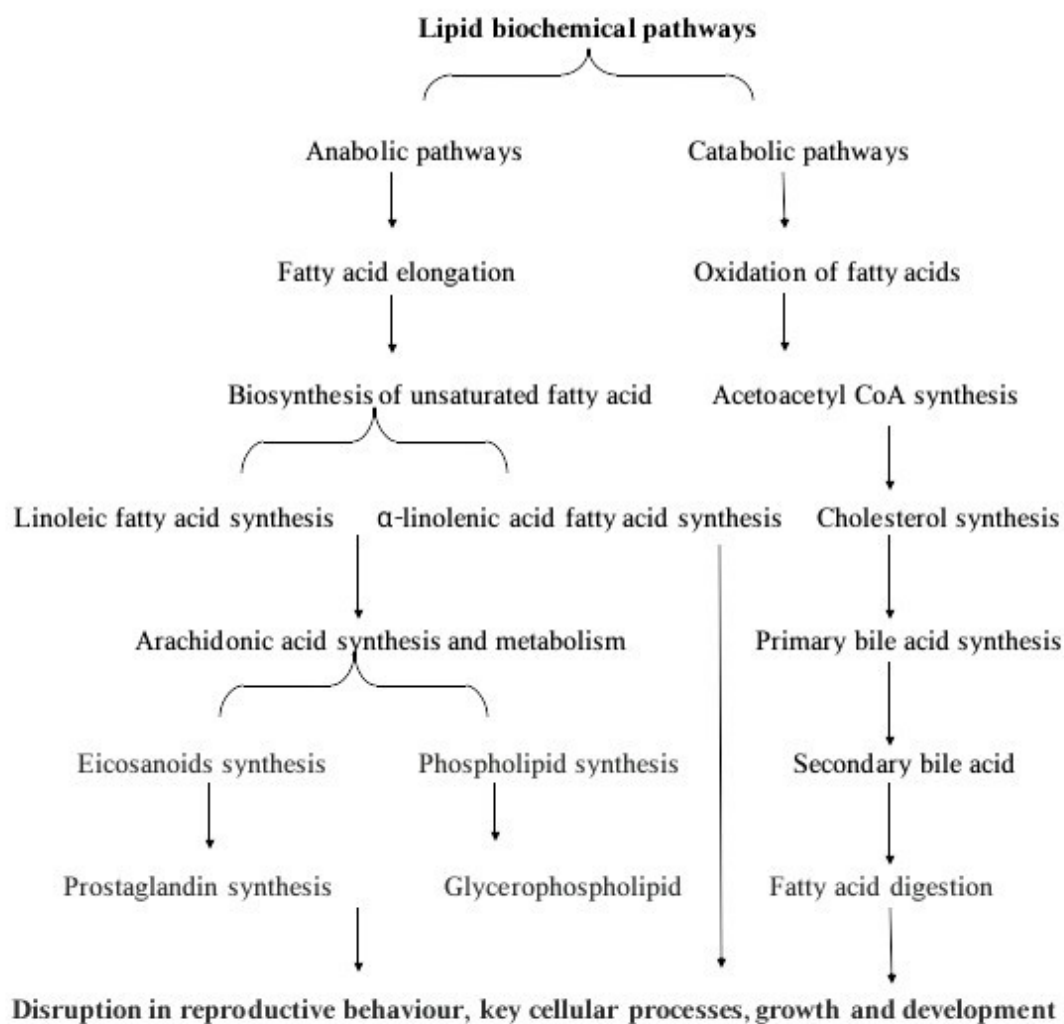 Lipid biochemical pathways
Anabolic pathways
Catabolic pathways
Fatty acid elongation
Oxidation of fatty acids
Biosynthesis of unsaturated fatty acid
Acetoacetyl CoA synthesis
Linoleic fatty acid synthesis
α-linolenic acid fatty acid synthesis
Cholesterol synthesis
Arachidonic acid synthesis and metabolism
Primary bile acid synthesis
Eicosanoids synthesis
Phospholipid synthesis
Secondary bile acid
Prostaglandin synthesis
Glycerophospholipid
Fatty acid digestion
Disruption in reproductive behaviour, key cellular processes, growth and development